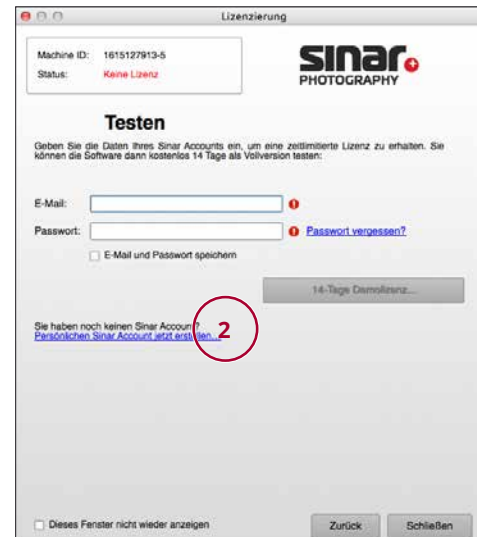 Lizenzierung
Machine ID: 1615127913-5
Status: Keine Lizenz
sinar
PHOTOGRAPHY
Testen
Geben Sie die Daten Ihres Sinar Accounts ein, um eine zeitlimitierte Lizenz zu erhalten. Sie
können die Software dann kostenlos 14 Tage als Vollversion testen:
E-Mail:
Passwort: Passwort vergessen?
E-Mail und Passwort speichern
14-Tage Demolizenz...
Sie haben noch keinen Sinar Account?
Persönlichen Sinar Account jetzt erstellen...
2
Dieses Fenster nicht wieder anzeigen
Zurück Schließen